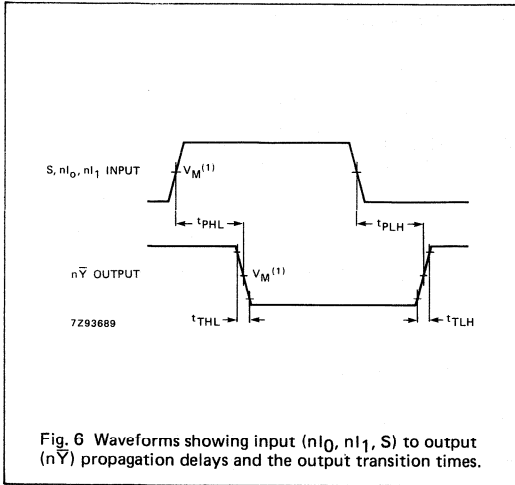 S, nI0, nI1 INPUT
VM(1)
tPHL
tPLH
nY̅ OUTPUT
VM(1)
7Z93689
tTHL
tTLH
Fig. 6 Waveforms showing input (nI0, nI1, S) to output
(nY̅) propagation delays and the output transition times.